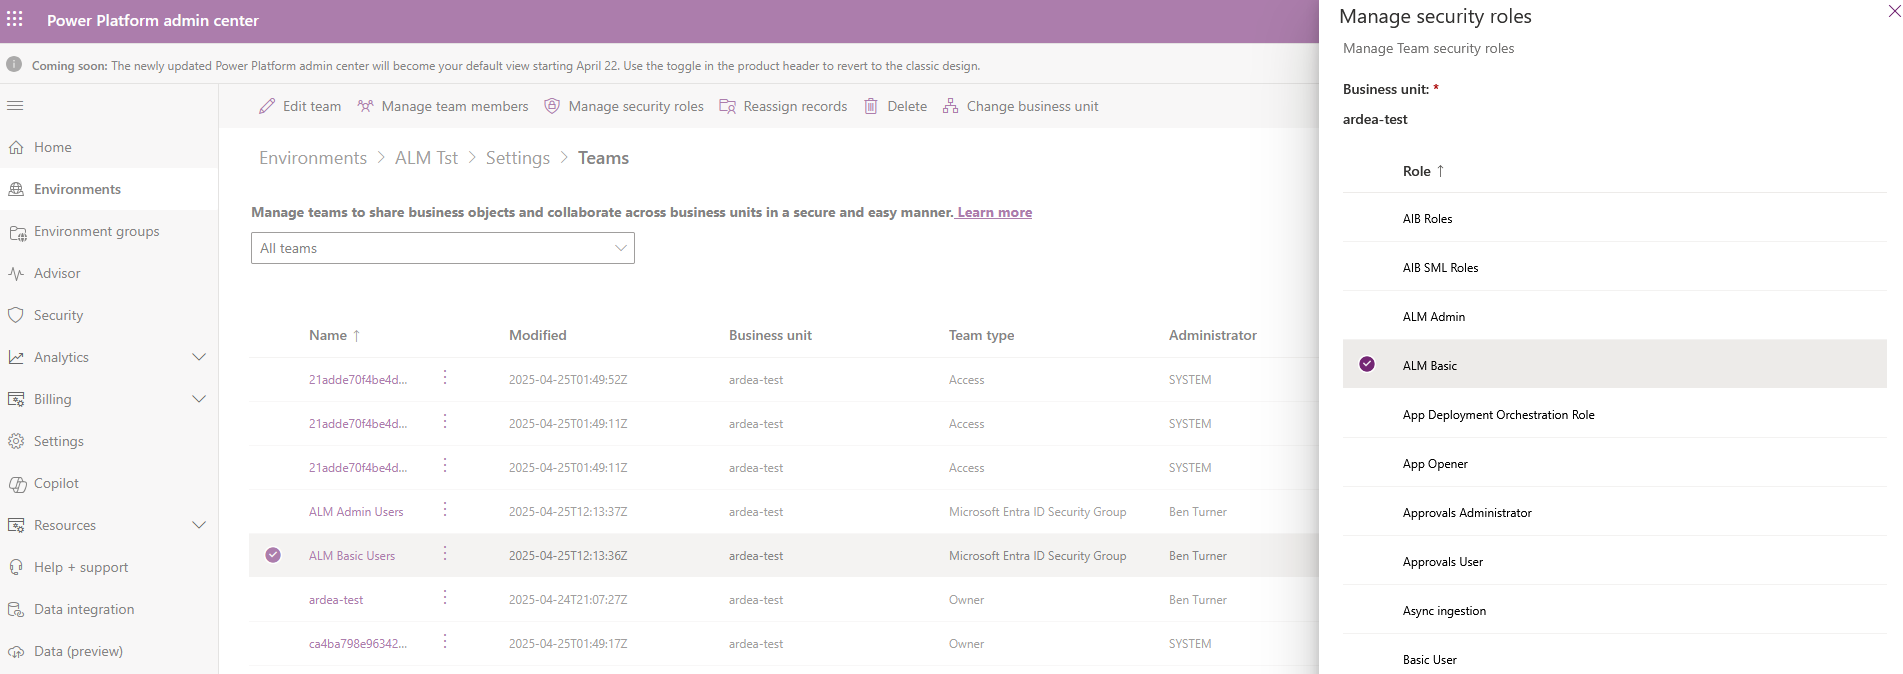 Power Platform admin center
Coming soon: The newly updated Power Platform admin center will become your default view starting April 22. Use the toggle in the product header to revert to the classic design.
Home
Environments
Environment groups
Advisor
Security
Analytics
Billing
Settings
Copilot
Resources
Help + support
Data integration
Data (preview)
Edit team Manage team members Manage security roles Reassign records Delete Change business unit
Environments > ALM Tst > Settings > Teams
Manage teams to share business objects and collaborate across business units in a secure and easy manner. Learn more
All teams
Name ↑ Modified Business unit Team type Administrator
21adde70f4be4d... 2025-04-25T01:49:52Z ardea-test Access SYSTEM
21adde70f4be4d... 2025-04-25T01:49:11Z ardea-test Access SYSTEM
21adde70f4be4d... 2025-04-25T01:49:11Z ardea-test Access SYSTEM
ALM Admin Users 2025-04-25T12:13:37Z ardea-test Microsoft Entra ID Security Group Ben Turner
ALM Basic Users 2025-04-25T12:13:36Z ardea-test Microsoft Entra ID Security Group Ben Turner
ardea-test 2025-04-24T21:07:27Z ardea-test Owner Ben Turner
ca4ba798e96342... 2025-04-25T01:49:17Z ardea-test Owner SYSTEM
Manage security roles
Manage Team security roles
Business unit: *
ardea-test
Role ↑
AIB Roles
AIB SML Roles
ALM Admin
ALM Basic
App Deployment Orchestration Role
App Opener
Approvals Administrator
Approvals User
Async ingestion
Basic User